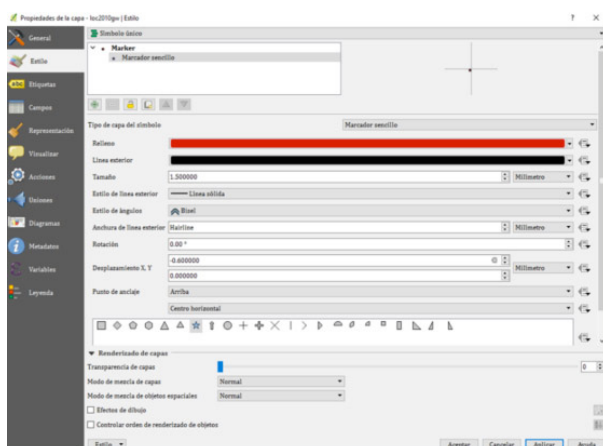 Propiedades de la capa - loc2010gw | Estilo
? X
General
Estilo
Etiquetas
Campos
Representación
Visualizar
Acciones
Uniones
Diagramas
Metadatos
Variables
Leyenda
Símbolo único
Marker
Marcador sencillo
Tipo de capa del símbolo Marcador sencillo
Relleno
Línea exterior
Tamaño 1.500000 Milímetro
Estilo de línea exterior Línea sólida
Estilo de ángulos Bisel
Anchura de línea exterior Hairline Milímetro
Rotación 0.00 °
Desplazamiento X, Y -0.600000 Milímetro
0.000000
Punto de anclaje Arriba
Centro horizontal
Renderizado de capas
Transparencia de capas 0
Modo de mezcla de capas Normal
Modo de mezcla de objetos espaciales Normal
Efectos de dibujo
Controlar orden de renderizado de objetos
Estilo Aceptar Cancelar Aplicar Ayuda